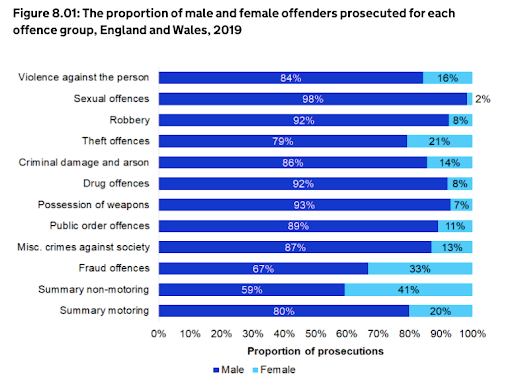 Figure 8.01: The proportion of male and female offenders prosecuted for each
offence group, England and Wales, 2019
Violence against the person 84% 16%
Sexual offences 98% 2%
Robbery 92% 8%
Theft offences 79% 21%
Criminal damage and arson 86% 14%
Drug offences 92% 8%
Possession of weapons 93% 7%
Public order offences 89% 11%
Misc. crimes against society 87% 13%
Fraud offences 67% 33%
Summary non-motoring 59% 41%
Summary motoring 80% 20%
0% 10% 20% 30% 40% 50% 60% 70% 80% 90% 100%
Proportion of prosecutions
Male Female